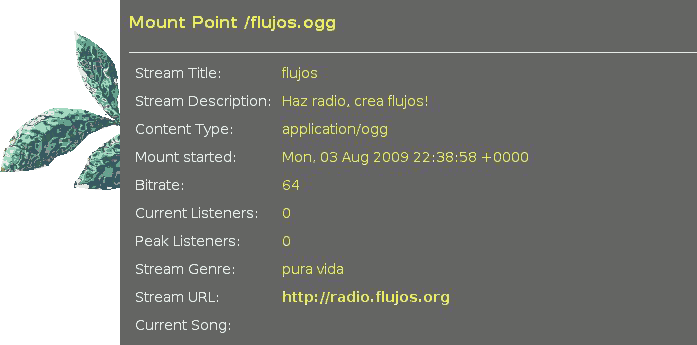 Mount Point /flujos.ogg
Stream Title: flujos
Stream Description: Haz radio, crea flujos!
Content Type: application/ogg
Mount started: Mon, 03 Aug 2009 22:38:58 +0000
Bitrate: 64
Current Listeners: 0
Peak Listeners: 0
Stream Genre: pura vida
Stream URL: http://radio.flujos.org
Current Song: